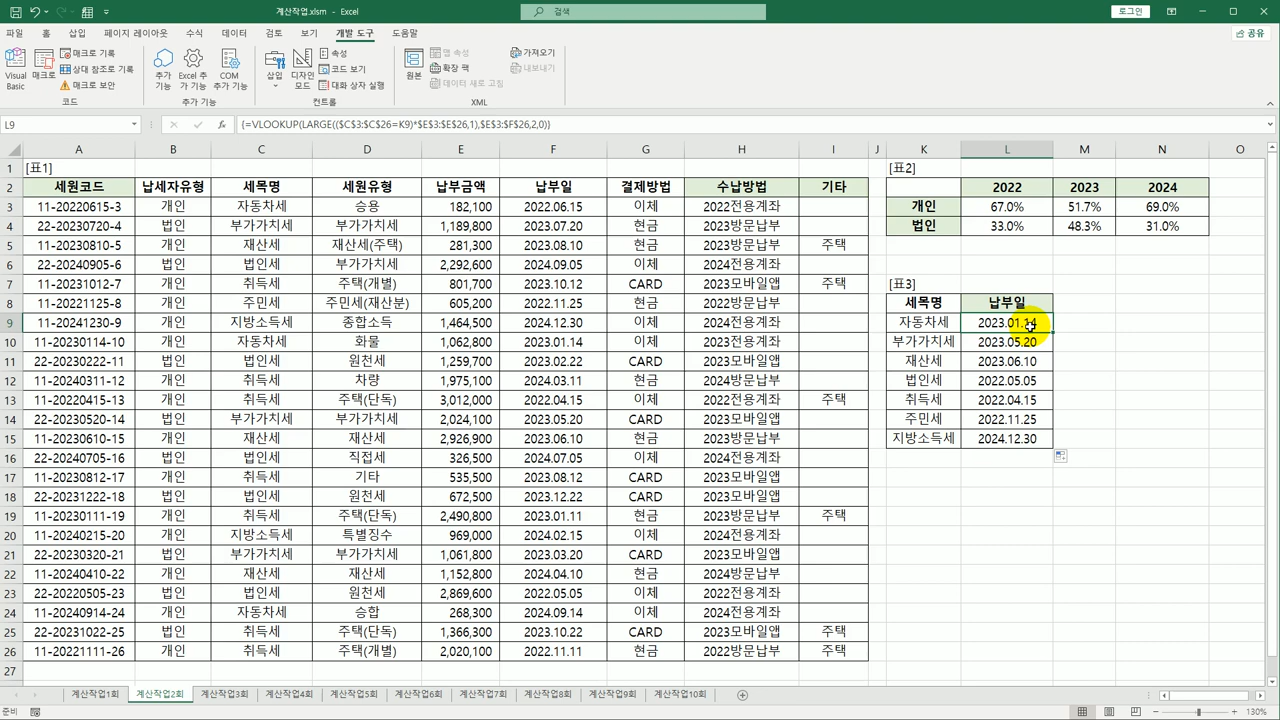 계산작업.xlsm - Excel
검색
로그인
파일 홈 삽입 페이지 레이아웃 수식 데이터 검토 보기 개발 도구 도움말
공유
Visual Basic 매크로 매크로 기록 상대 참조로 기록 매크로 보안
추가 기능 Excel 추가 기능 COM 추가 기능
삽입 디자인 모드 속성 코드 보기 대화 상자 실행
원본 맵 속성 확장 팩 데이터 새로 고침 가져오기 내보내기
코드 추가 기능 컨트롤 XML
L9 fx {=VLOOKUP(LARGE(($C$3:$C$26=K9)*$E$3:$E$26,1),$E$3:$F$26,2,0)}
A B C D E F G H I J K L M N O
1 [표1] [표2]
2 세원코드 납세자유형 세목명 세원유형 납부금액 납부일 결제방법 수납방법 기타 2022 2023 2024
3 11-20220615-3 개인 자동차세 승용 182,100 2022.06.15 이체 2022전용계좌 개인 67.0% 51.7% 69.0%
4 22-20230720-4 법인 부가가치세 부가가치세 1,189,800 2023.07.20 현금 2023방문납부 법인 33.0% 48.3% 31.0%
5 11-20230810-5 개인 재산세 재산세(주택) 281,300 2023.08.10 현금 2023방문납부 주택
6 22-20240905-6 법인 법인세 부가가치세 2,292,600 2024.09.05 이체 2024전용계좌
7 11-20231012-7 개인 취득세 주택(개별) 801,700 2023.10.12 CARD 2023모바일앱 주택 [표3]
8 11-20221125-8 개인 주민세 주민세(재산분) 605,200 2022.11.25 현금 2022방문납부 세목명 납부일
9 11-20241230-9 개인 지방소득세 종합소득 1,464,500 2024.12.30 이체 2024전용계좌 자동차세 2023.01.14
10 11-20230114-10 개인 자동차세 화물 1,062,800 2023.01.14 이체 2023전용계좌 부가가치세 2023.05.20
11 22-20230222-11 법인 법인세 원천세 1,259,700 2023.02.22 CARD 2023모바일앱 재산세 2023.06.10
12 11-20240311-12 개인 취득세 차량 1,975,100 2024.03.11 현금 2024방문납부 법인세 2022.05.05
13 11-20220415-13 개인 취득세 주택(단독) 3,012,000 2022.04.15 이체 2022전용계좌 주택 취득세 2022.04.15
14 22-20230520-14 법인 부가가치세 부가가치세 2,024,100 2023.05.20 CARD 2023모바일앱 주민세 2022.11.25
15 11-20230610-15 개인 재산세 재산세 2,926,900 2023.06.10 현금 2023방문납부 지방소득세 2024.12.30
16 22-20240705-16 법인 법인세 직접세 326,500 2024.07.05 이체 2024전용계좌
17 11-20230812-17 개인 취득세 기타 535,500 2023.08.12 CARD 2023모바일앱
18 22-20231222-18 법인 법인세 원천세 672,500 2023.12.22 CARD 2023모바일앱
19 11-20230111-19 개인 취득세 주택(단독) 2,490,800 2023.01.11 현금 2023방문납부 주택
20 11-20240215-20 개인 지방소득세 특별징수 969,000 2024.02.15 이체 2024전용계좌
21 22-20230320-21 법인 부가가치세 부가가치세 1,061,800 2023.03.20 CARD 2023모바일앱
22 11-20240410-22 개인 재산세 재산세 1,152,800 2024.04.10 현금 2024방문납부
23 22-20220505-23 법인 법인세 원천세 2,869,600 2022.05.05 이체 2022전용계좌
24 11-20240914-24 개인 자동차세 승합 268,300 2024.09.14 이체 2024전용계좌
25 22-20231022-25 법인 취득세 주택(단독) 1,366,300 2023.10.22 CARD 2023모바일앱 주택
26 11-20221111-26 개인 취득세 주택(개별) 2,020,100 2022.11.11 현금 2022방문납부 주택
27
계산작업1회 계산작업2회 계산작업3회 계산작업4회 계산작업5회 계산작업6회 계산작업7회 계산작업8회 계산작업9회 계산작업10회
준비 130%